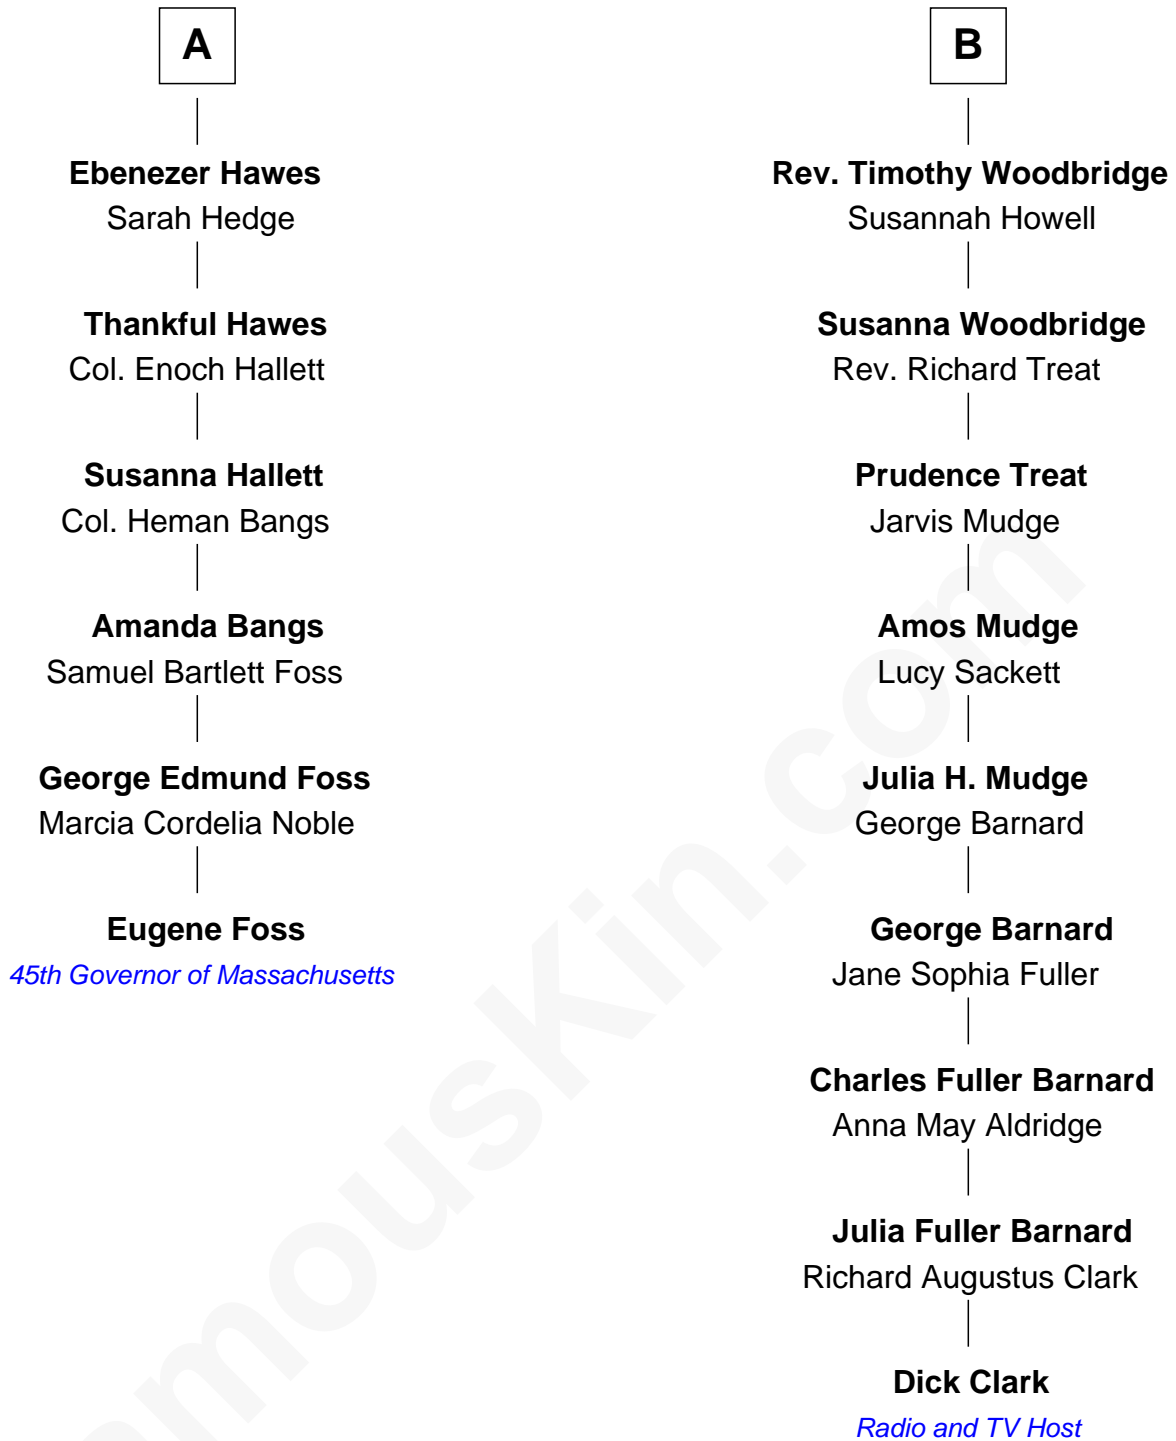 A
Ebenezer Hawes
Sarah Hedge
Thankful Hawes
Col. Enoch Hallett
Susanna Hallett
Col. Heman Bangs
Amanda Bangs
Samuel Bartlett Foss
George Edmund Foss
Marcia Cordelia Noble
Eugene Foss
45th Governor of Massachusetts
B
Rev. Timothy Woodbridge
Susannah Howell
Susanna Woodbridge
Rev. Richard Treat
Prudence Treat
Jarvis Mudge
Amos Mudge
Lucy Sackett
Julia H. Mudge
George Barnard
George Barnard
Jane Sophia Fuller
Charles Fuller Barnard
Anna May Aldridge
Julia Fuller Barnard
Richard Augustus Clark
Dick Clark
Radio and TV Host
amouskin.com